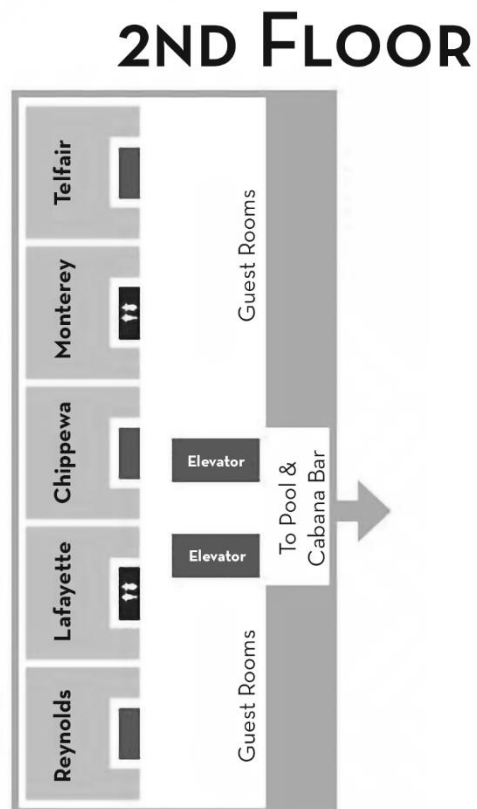 2ND FLOOR
Telfair
Monterey
Chippewa
Lafayette
Reynolds
Guest Rooms
Elevator
Elevator
To Pool &
Cabana Bar
Guest Rooms